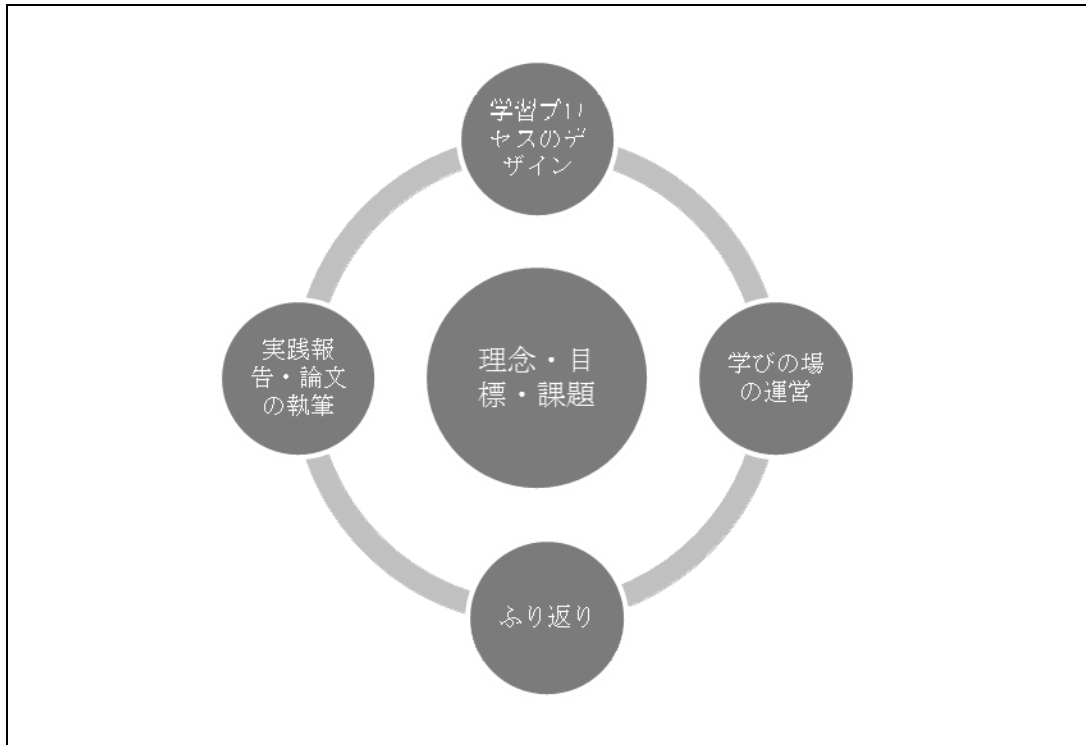 学習プロ
セスのデ
ザイン
実践報
告・論文
の執筆
理念・目
標・課題
学びの場
の運営
ふり返り